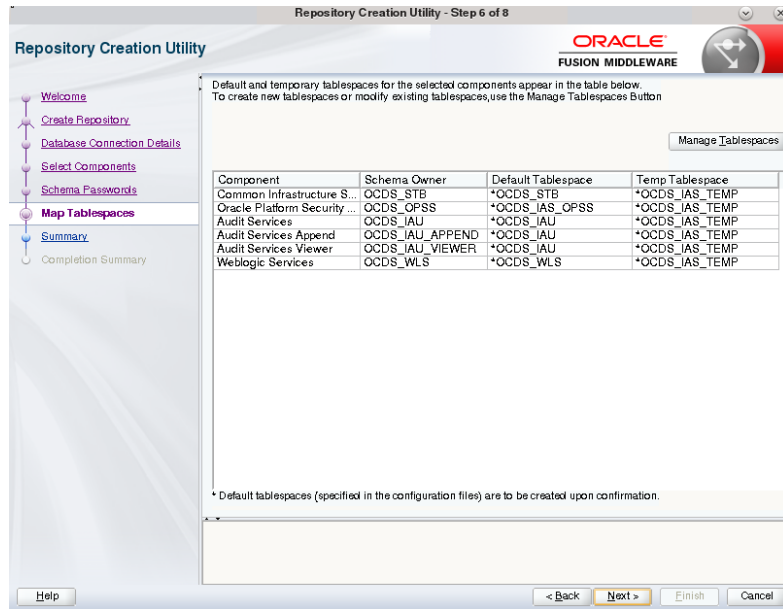 Repository Creation Utility - Step 6 of 8
Repository Creation Utility
ORACLE
FUSION MIDDLEWARE
Welcome
Create Repository
Database Connection Details
Select Components
Schema Passwords
Map Tablespaces
Summary
Completion Summary
Default and temporary tablespaces for the selected components appear in the table below.
To create new tablespaces or modify existing tablespaces,use the Manage Tablespaces Button
Manage Tablespaces
Component Schema Owner Default Tablespace Temp Tablespace
Common Infrastructure S... OCDS_STB *OCDS_STB *OCDS_IAS_TEMP
Oracle Platform Security ... OCDS_OPSS *OCDS_IAS_OPSS *OCDS_IAS_TEMP
Audit Services OCDS_IAU *OCDS_IAU *OCDS_IAS_TEMP
Audit Services Append OCDS_IAU_APPEND *OCDS_IAU *OCDS_IAS_TEMP
Audit Services Viewer OCDS_IAU_VIEWER *OCDS_IAU *OCDS_IAS_TEMP
Weblogic Services OCDS_WLS *OCDS_WLS *OCDS_IAS_TEMP
* Default tablespaces (specified in the configuration files) are to be created upon confirmation.
Help
< Back
Next >
Finish
Cancel